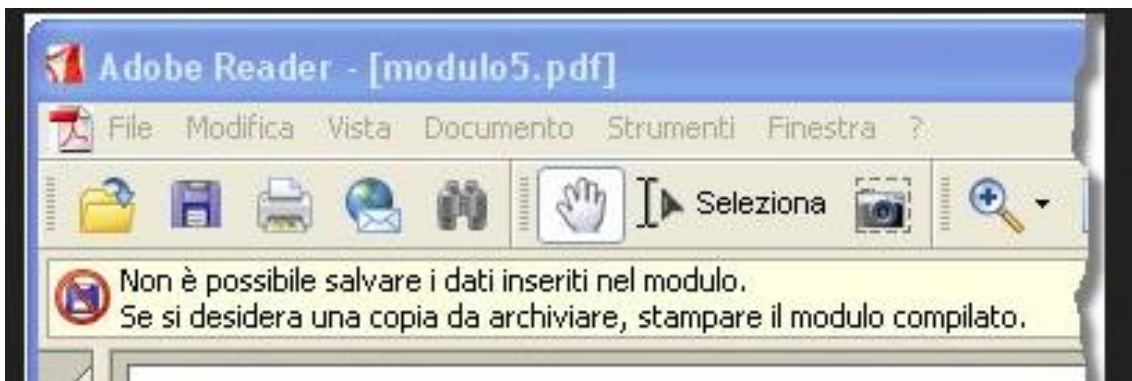 Adobe Reader - [modulo5.pdf]
File Modifica Vista Documento Strumenti Finestra ?
Seleziona
Non è possibile salvare i dati inseriti nel modulo.
Se si desidera una copia da archiviare, stampare il modulo compilato.